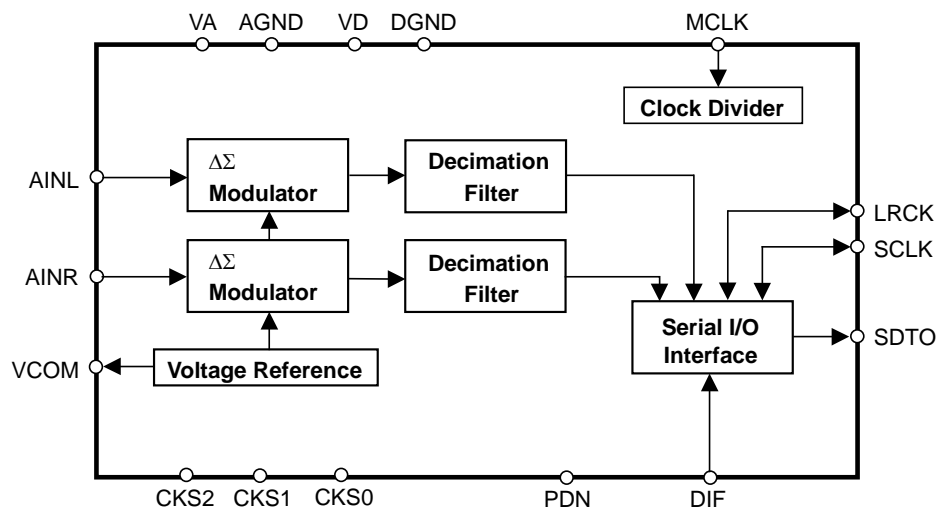 VA AGND VD DGND MCLK
Clock Divider
ΔΣ
Modulator
Decimation
Filter
AINL
LRCK
SCLK
ΔΣ
Modulator
Decimation
Filter
AINR
Serial I/O
Interface
SDTO
Voltage Reference
VCOM
CKS2 CKS1 CKS0 PDN DIF